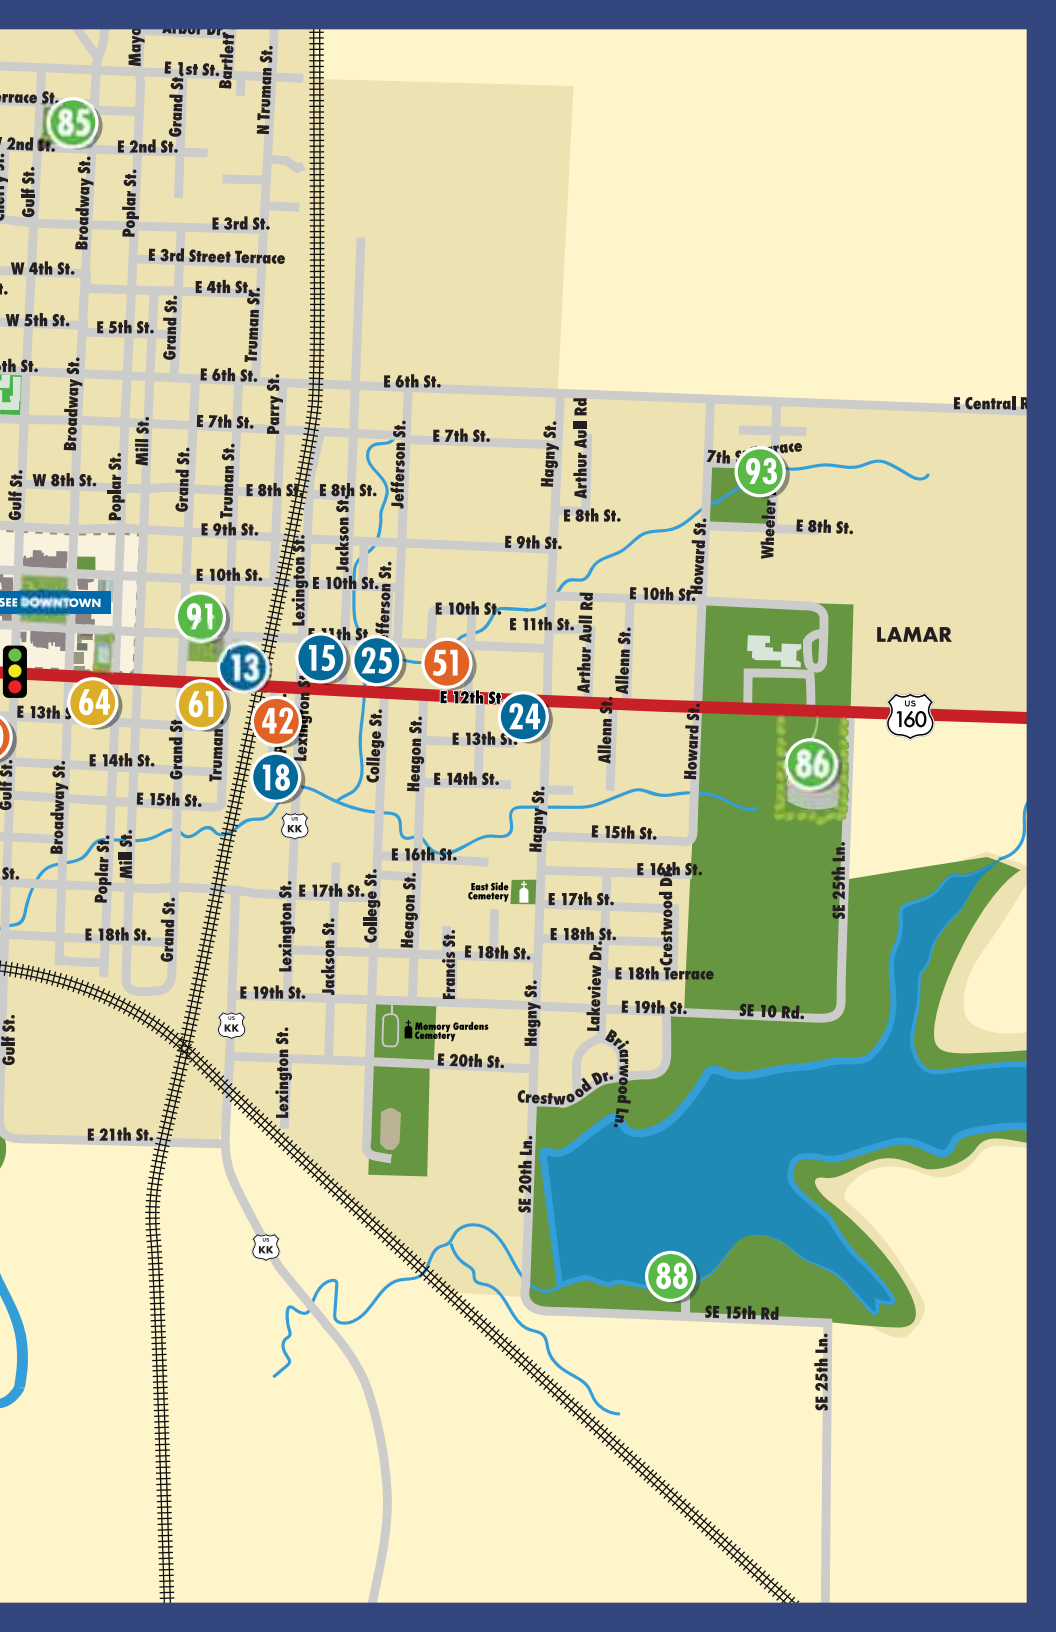 Arbor Dr.
Bartlett
E 1st St.
Grand St.
N Truman St.
85
E 2nd St.
Gulf St.
Broadway St.
Poplar St.
E 3rd St.
E 3rd Street Terrace
W 4th St.
E 4th St.
Grand St.
Truman St.
W 5th St.
E 5th St.
E 6th St.
E 6th St.
E Central
Broadway St.
Mill St.
Parry St.
E 7th St.
E 7th St.
Jefferson St.
Hagny St.
Arthur Aull Rd
93
Gulf St.
W 8th St.
Poplar St.
Grand St.
Truman St.
E 8th St.
E 8th St.
Jackson St.
E 8th St.
E 8th St.
Howard St.
E 9th St.
E 9th St.
E 10th St.
Lexington St.
E 10th St.
E 10th St.
E 10th St.
SEE DOWNTOWN
91
E 11th St.
Arthur Aull Rd
Allenn St.
LAMAR
13
15
25
51
E 12th St
24
US
160
64
61
42
E 13th St.
Allenn St.
Howard St.
E 14th St.
Grand St.
18
College St.
Heagon St.
E 14th St.
86
Gulf St.
Broadway St.
E 15th St.
US
KK
Hagny St.
E 15th St.
Poplar St.
Mill St.
E 16th St.
E 16th St.
SE 25th Ln.
Grand St.
Lexington St.
E 17th St.
College St.
Heagon St.
East Side
Cemetery
E 17th St.
Crestwood Dr.
E 18th St.
Jackson St.
Francis St.
E 18th St.
E 18th St.
Lakeview Dr.
E 18th Terrace
E 19th St.
Hagny St.
E 19th St.
SE 10 Rd.
Gulf St.
US
KK
Lexington St.
Memory Gardens
Cemetery
E 20th St.
Briarwood Ln.
Crestwood Dr.
E 21th St.
SE 20th Ln.
US
KK
88
SE 15th Rd
SE 25th Ln.